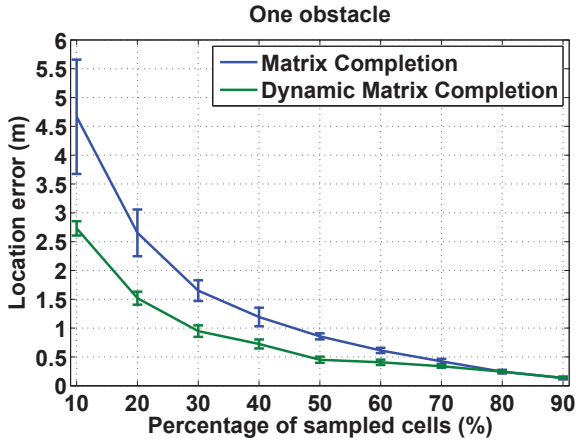 One obstacle
Matrix Completion
Dynamic Matrix Completion
Location error (m)
6
5.5
5
4.5
4
3.5
3
2.5
2
1.5
1
0.5
0
10 20 30 40 50 60 70 80 90
Percentage of sampled cells (%)